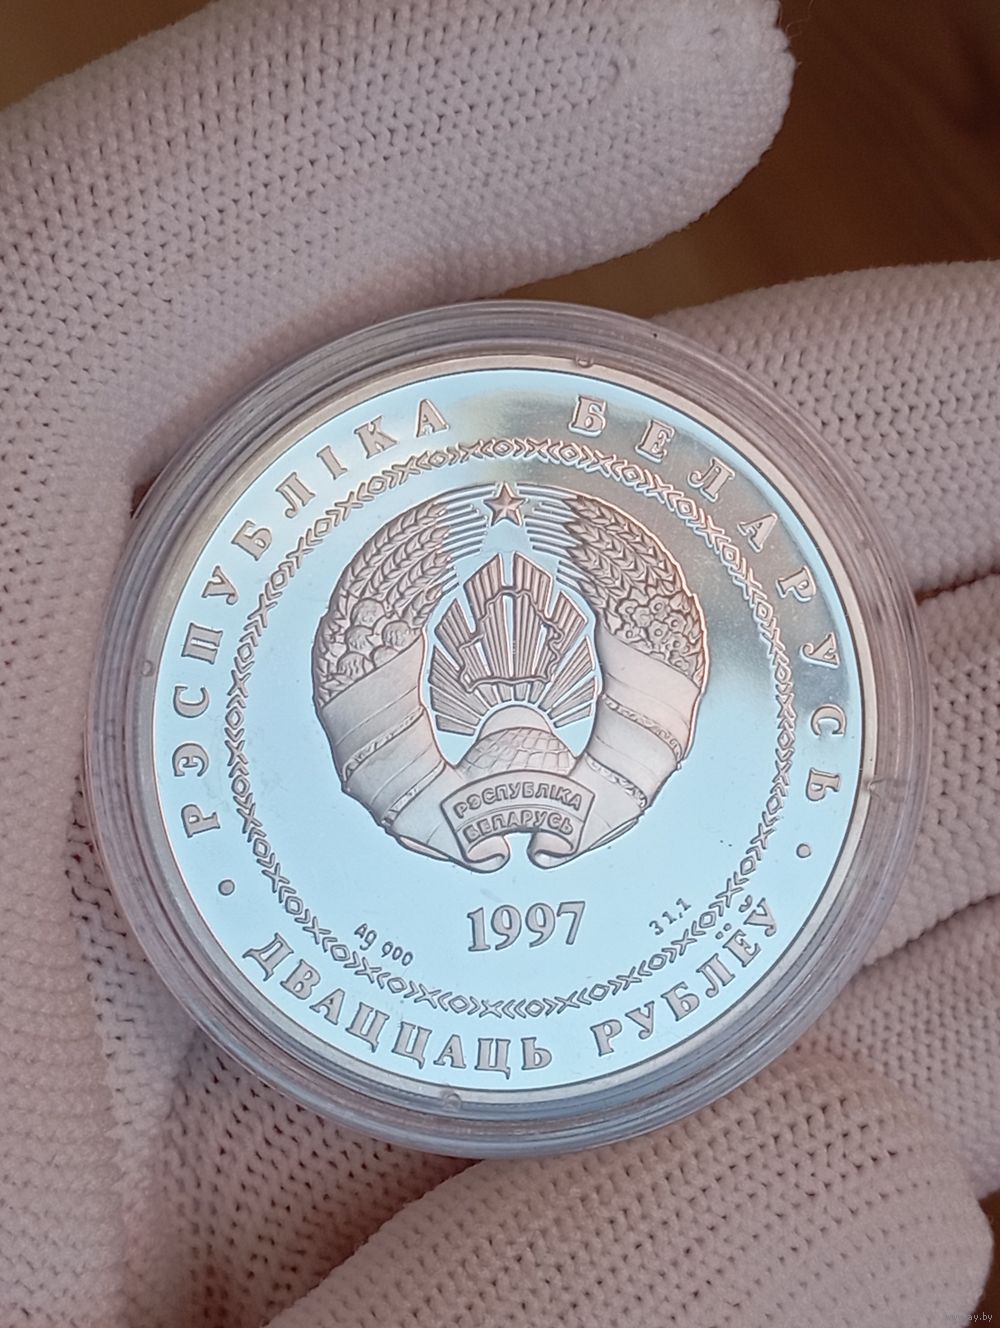 РЭСПУБЛІКА БЕЛАРУСЬ
РЭСПУБЛІКА
БЕЛАРУСЬ
1997
Ag 900
31,1
· ДВАЦЦАЦЬ РУБЛЁЎ ·